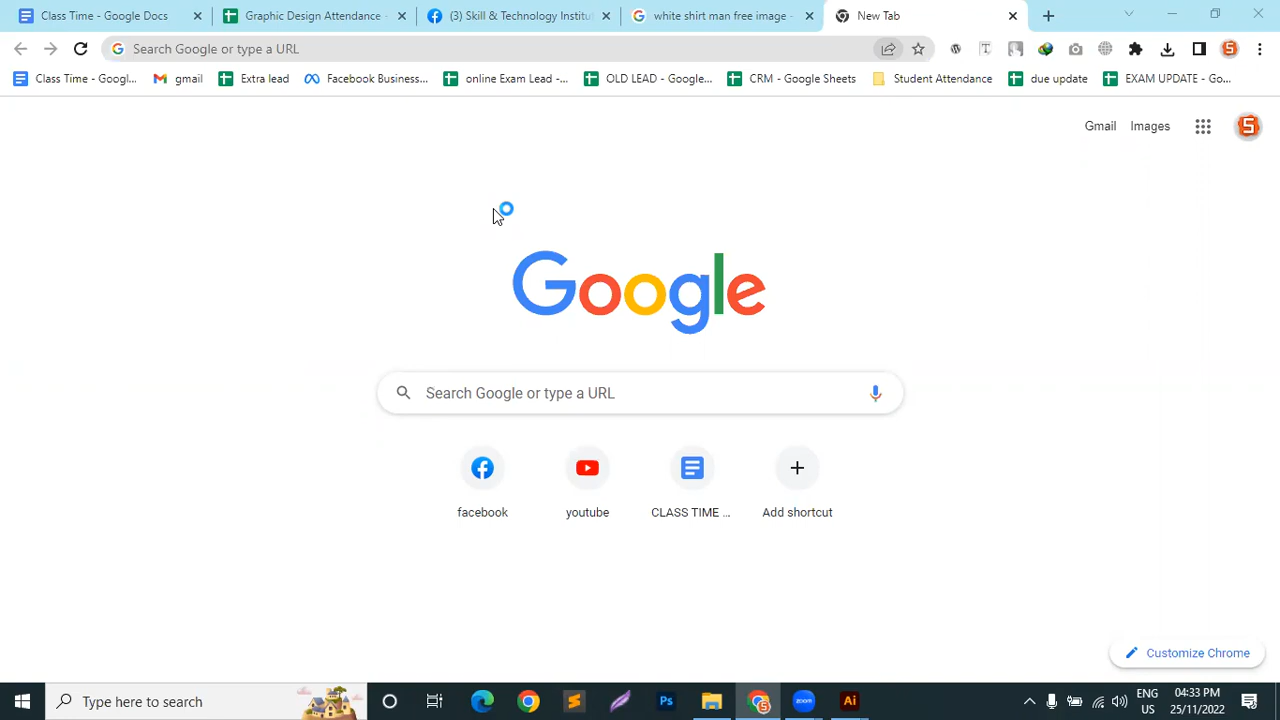 Class Time - Google Docs
Graphic Design Attendance -
(3) Skill & Technology Institu
white shirt man free image -
New Tab
Search Google or type a URL
Class Time - Googl...
gmail
Extra lead
Facebook Business...
online Exam Lead -...
OLD LEAD - Google...
CRM - Google Sheets
Student Attendance
due update
EXAM UPDATE - Go...
Gmail
Images
Google
Search Google or type a URL
facebook
youtube
CLASS TIME ...
Add shortcut
Customize Chrome
Type here to search
Ps
zoom
Ai
ENG
US
04:33 PM
25/11/2022